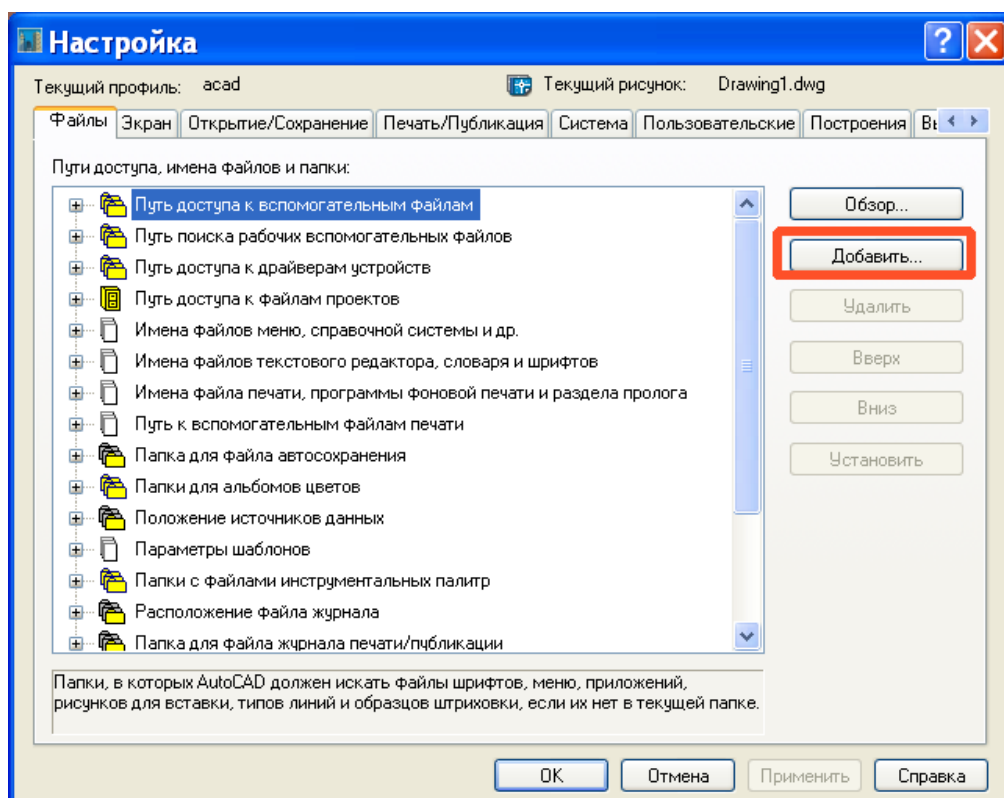 Настройка
Текущий профиль: acad Текущий рисунок: Drawing1.dwg
Файлы Экран Открытие/Сохранение Печать/Публикация Система Пользовательские Построения
Пути доступа, имена файлов и папки:
Путь доступа к вспомогательным файлам
Обзор...
Путь поиска рабочих вспомогательных файлов
Добавить...
Путь доступа к драйверам устройств
Путь доступа к файлам проектов
Удалить
Имена файлов меню, справочной системы и др.
Имена файлов текстового редактора, словаря и шрифтов
Вверх
Имена файла печати, программы фоновой печати и раздела пролога
Вниз
Путь к вспомогательным файлам печати
Папка для файла автосохранения
Установить
Папки для альбомов цветов
Положение источников данных
Параметры шаблонов
Папки с файлами инструментальных палитр
Расположение файла журнала
Папка для файла журнала печати/публикации
Папки, в которых AutoCAD должен искать файлы шрифтов, меню, приложений,
рисунков для вставки, типов линий и образцов штриховки, если их нет в текущей папке.
OK Отмена Применить Справка